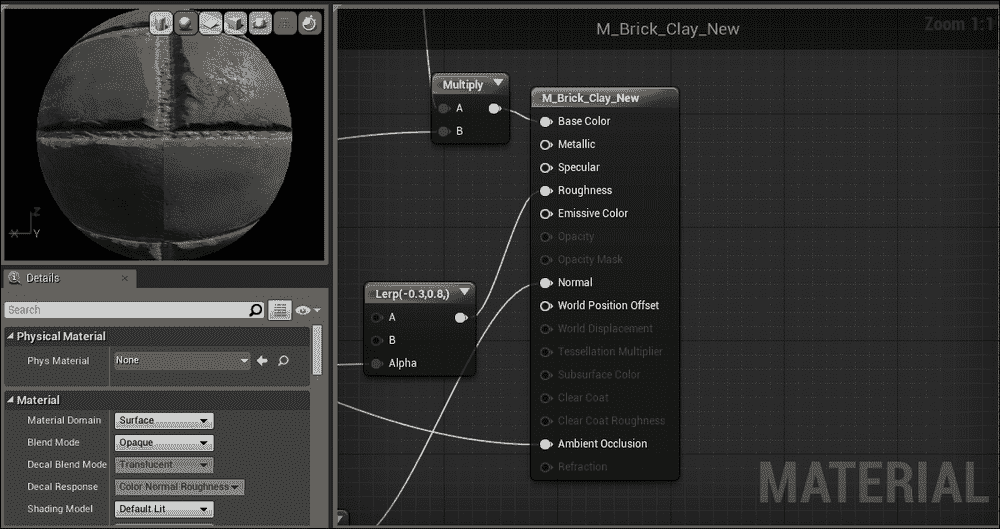 M_Brick_Clay_New
Zoom 1:1
Z
X
Y
Multiply
A
B
M_Brick_Clay_New
Base Color
Metallic
Specular
Roughness
Emissive Color
Opacity
Opacity Mask
Normal
World Position Offset
World Displacement
Tessellation Multiplier
Subsurface Color
Clear Coat
Clear Coat Roughness
Ambient Occlusion
Refraction
Lerp(-0.3,0.8,)
A
B
Alpha
MATERIAL
Details
Search
Physical Material
Phys Material None
Material
Material Domain Surface
Blend Mode Opaque
Decal Blend Mode Translucent
Decal Response Color Normal Roughness
Shading Model Default Lit